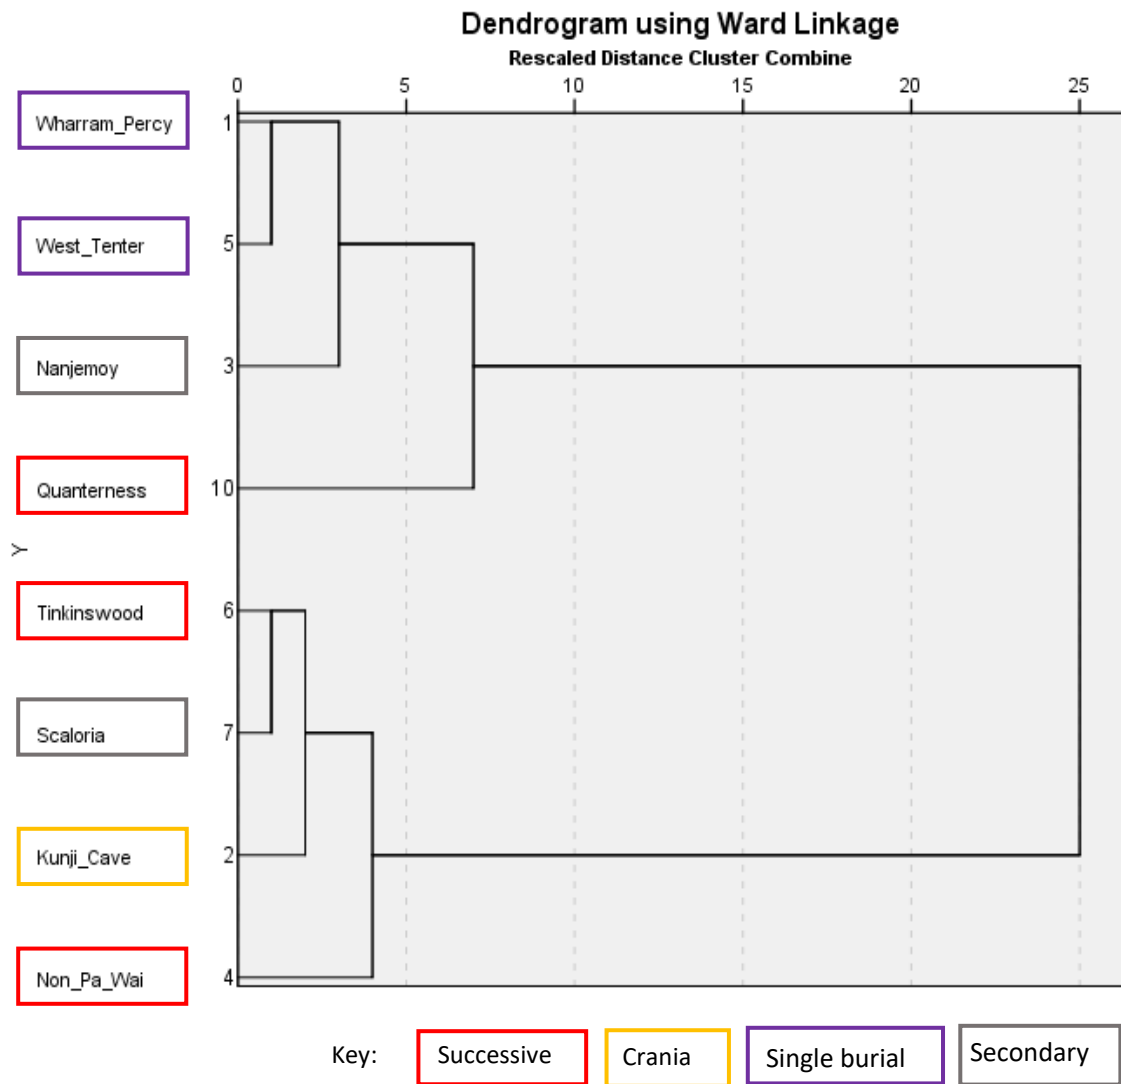 Dendrogram using Ward Linkage
Rescaled Distance Cluster Combine
0 5 10 15 20 25
Wharram_Percy 1
West_Tenter 5
Nanjemoy 3
Quanterness 10
Y
Tinkinswood 6
Scaloria 7
Kunji_Cave 2
Non_Pa_Wai 4
Key: Successive Crania Single burial Secondary